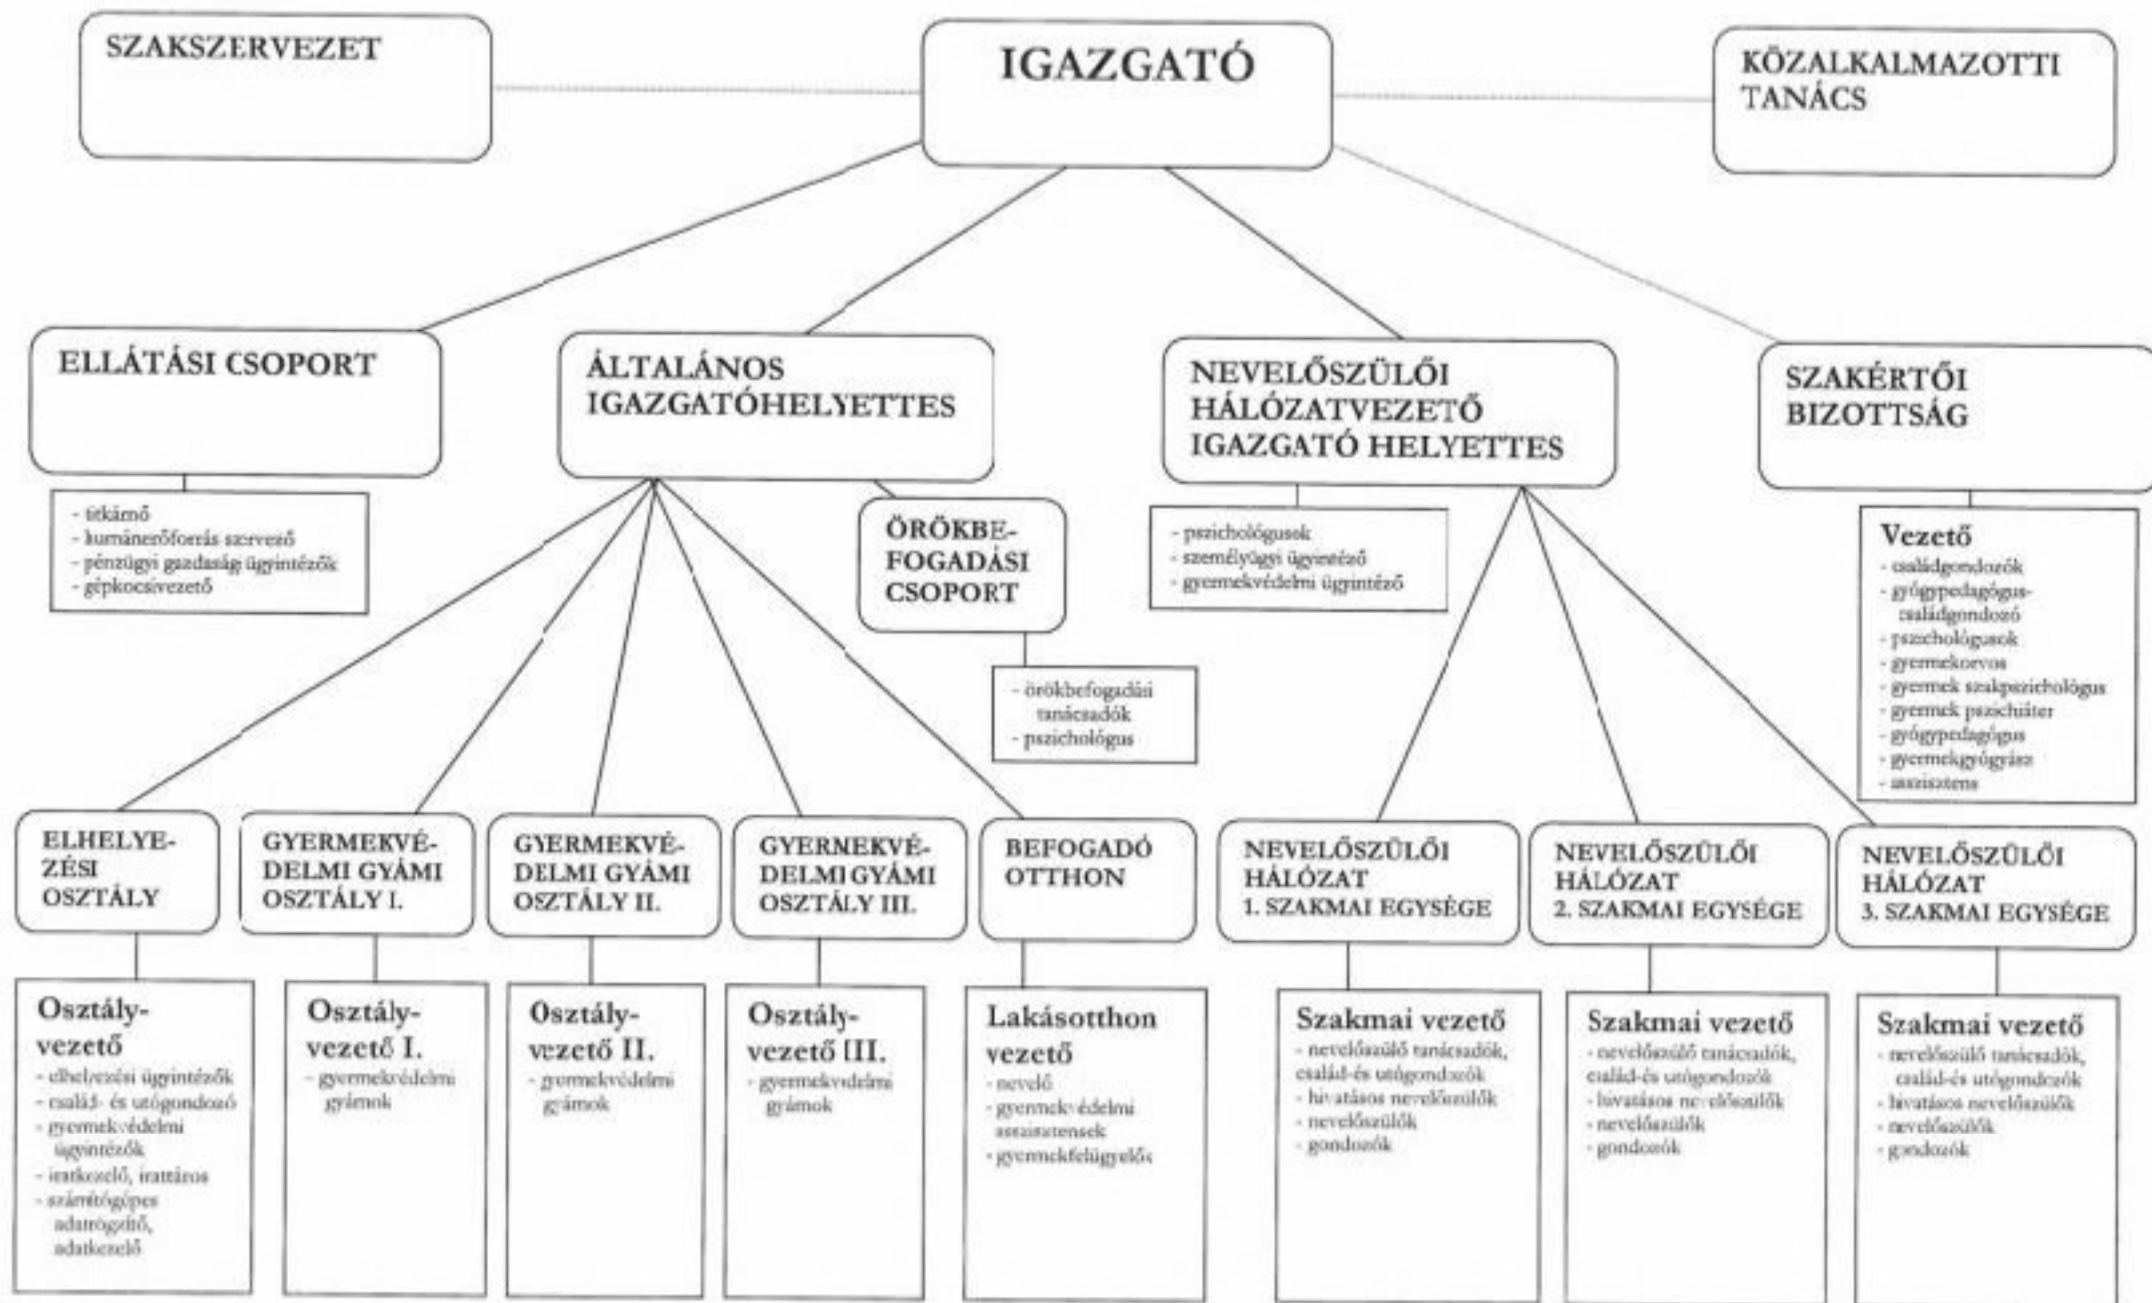 SZAKSZERVEZET
IGAZGATÓ
KÖZALKALMAZOTTI
TANÁCS
ELLÁTÁSI CSOPORT
- titkárnő
- humánerőforrás szervező
- pénzügyi gazdasági ügyintézők
- gépkocsivezető
ÁLTALÁNOS
IGAZGATÓHELYETTES
ÖRÖKBE-
FOGADÁSI
CSOPORT
- örökbefogadási
tanácsadók
- pszichológus
NEVELŐSZÜLŐI
HÁLÓZATVEZETŐ
IGAZGATÓ HELYETTES
- pszichológusok
- személyügyi ügyintéző
- gyermekvédelmi ügyintéző
SZAKÉRTŐI
BIZOTTSÁG
Vezető
- családgondozók
- gyógypedagógus-
családgondozó
- pszichológusok
- gyermekorvos
- gyermek szakpszichológus
- gyermek pszichiáter
- gyógypedagógus
- gyermekgyógyász
- asszisztens
ELHELYE-
ZÉSI
OSZTÁLY
Osztály-
vezető
- elhelyezési ügyintézők
- család- és utógondozó
- gyermekvédelmi
ügyintézők
- iratkezelő, irattáros
- számítógépes
adatrögzítő,
adatkezelő
GYERMEKVÉ-
DELMI GYÁMI
OSZTÁLY I.
Osztály-
vezető I.
- gyermekvédelmi
gyámok
GYERMEKVÉ-
DELMI GYÁMI
OSZTÁLY II.
Osztály-
vezető II.
- gyermekvédelmi
gyámok
GYERMEKVÉ-
DELMI GYÁMI
OSZTÁLY III.
Osztály-
vezető III.
- gyermekvédelmi
gyámok
BEFOGADÓ
OTTHON
Lakásotthon
vezető
- nevelő
- gyermekvédelmi
asszisztensek
- gyermekfelügyelők
NEVELŐSZÜLŐI
HÁLÓZAT
1. SZAKMAI EGYSÉGE
Szakmai vezető
- nevelőszülő tanácsadók,
család-és utógondozók
- hivatásos nevelőszülők
- nevelőszülők
- gondozók
NEVELŐSZÜLŐI
HÁLÓZAT
2. SZAKMAI EGYSÉGE
Szakmai vezető
- nevelőszülő tanácsadók,
család-és utógondozók
- hivatásos nevelőszülők
- nevelőszülők
- gondozók
NEVELŐSZÜLŐI
HÁLÓZAT
3. SZAKMAI EGYSÉGE
Szakmai vezető
- nevelőszülő tanácsadók,
család-és utógondozók
- hivatásos nevelőszülők
- nevelőszülők
- gondozók